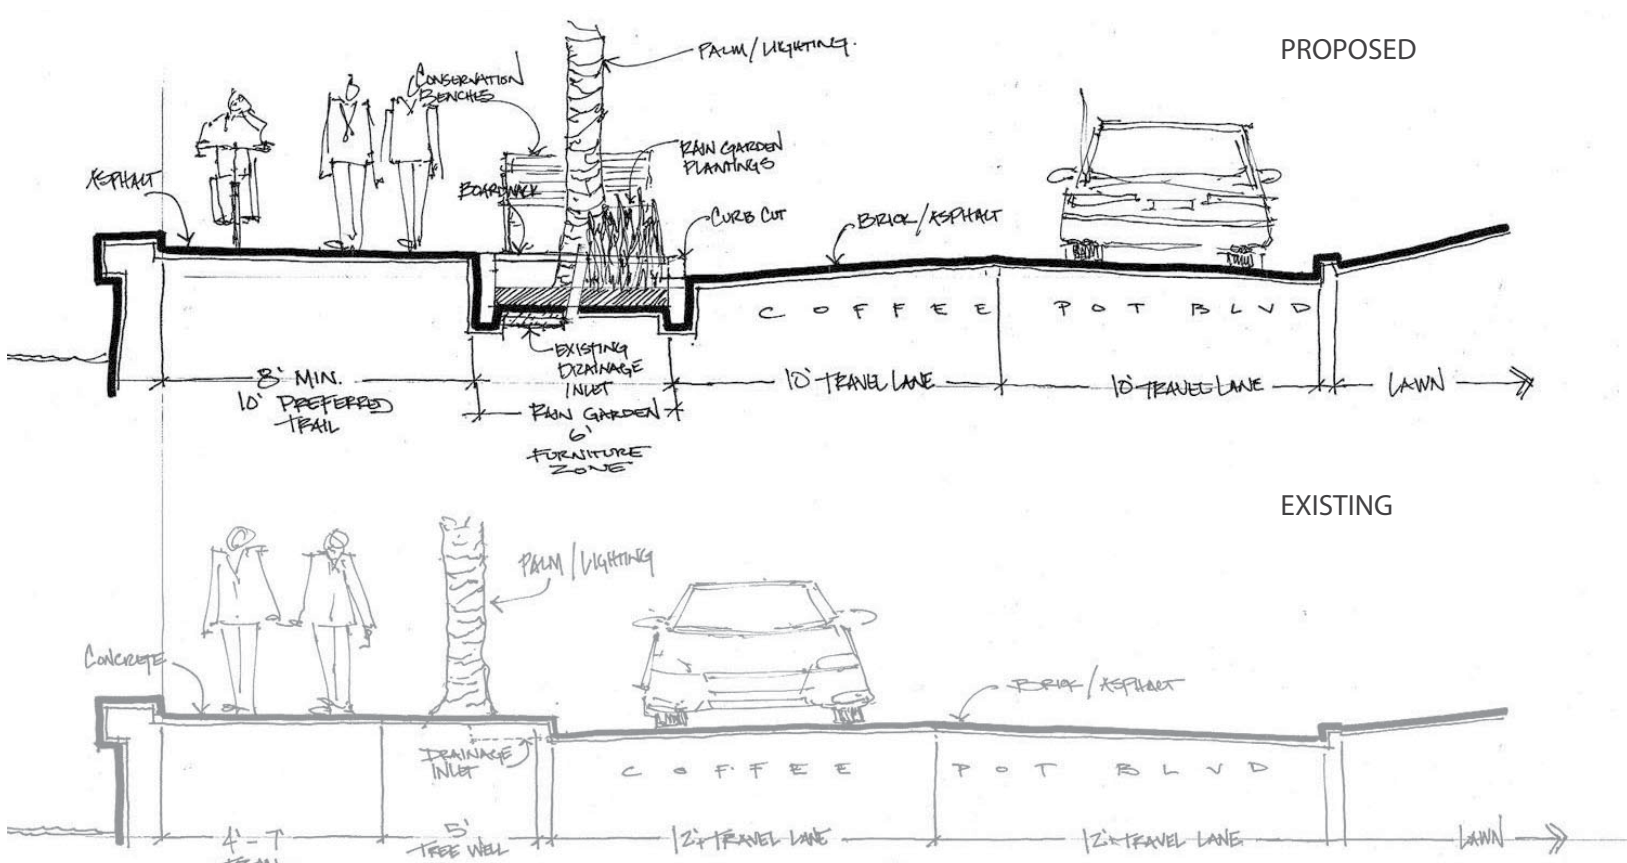 PROPOSED
PALM/LIGHTING.
CONSERVATION
BENCHES
RAIN GARDEN
PLANTINGS
ASPHALT
BOARDWALK
CURB CUT
BRICK/ASPHALT
COFFEE POT BLVD
EXISTING
DRAINAGE
INLET
8' MIN.
10' PREFERRED
TRAIL
RAIN GARDEN
6'
FURNITURE
ZONE
10' TRAVEL LANE
10' TRAVEL LANE
LAWN
EXISTING
PALM/LIGHTING
CONCRETE
BRICK/ASPHALT
DRAINAGE
INLET
COFFEE POT BLVD
4'-7'
TRAIL
5'
TREE WELL
12'± TRAVEL LANE
12'± TRAVEL LANE
LAWN